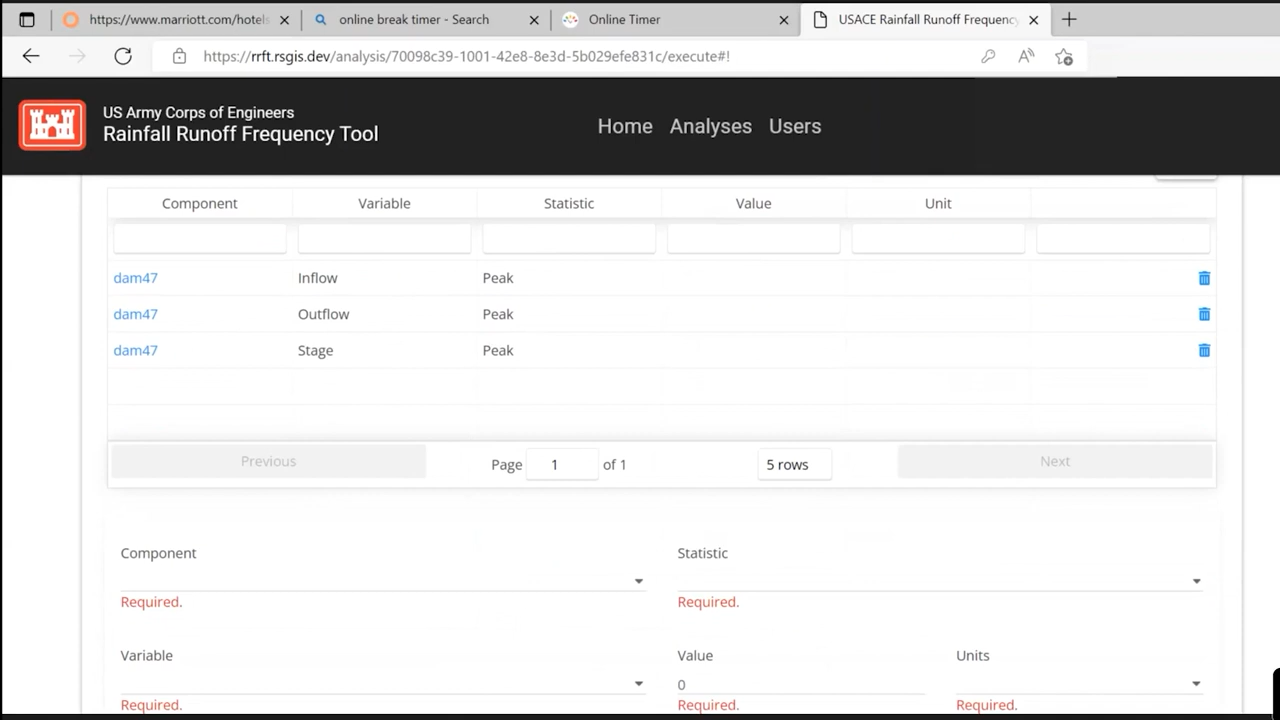 https://www.marriott.com/hotels
online break timer - Search
Online Timer
USACE Rainfall Runoff Frequency
https://rrft.rsgis.dev/analysis/70098c39-1001-42e8-8e3d-5b029efe831c/execute#!
US Army Corps of Engineers
Rainfall Runoff Frequency Tool
Home Analyses Users
Component Variable Statistic Value Unit
dam47 Inflow Peak
dam47 Outflow Peak
dam47 Stage Peak
Previous Page 1 of 1 5 rows Next
Component Statistic
Required. Required.
Variable Value Units
0
Required. Required. Required.